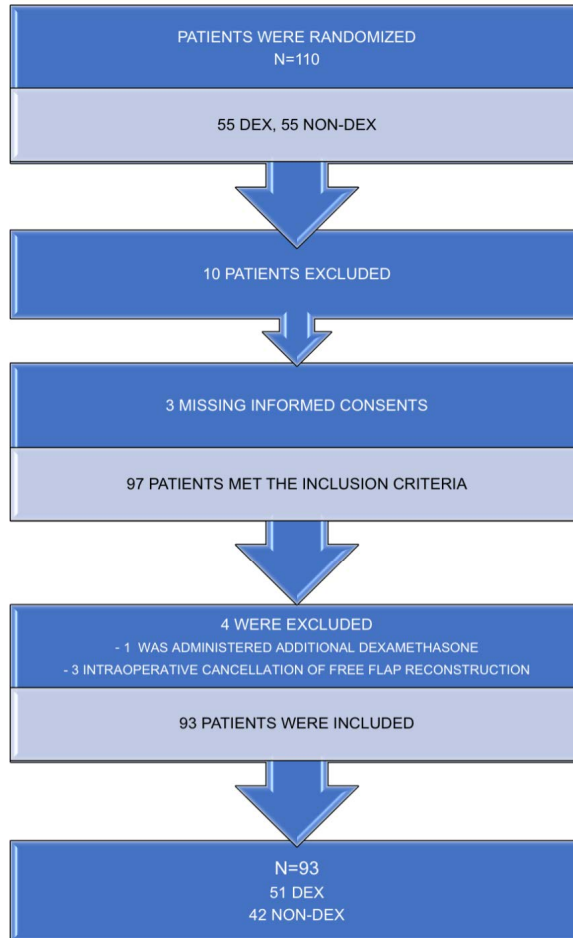 PATIENTS WERE RANDOMIZED
N=110
55 DEX, 55 NON-DEX
10 PATIENTS EXCLUDED
3 MISSING INFORMED CONSENTS
97 PATIENTS MET THE INCLUSION CRITERIA
4 WERE EXCLUDED
- 1 WAS ADMINISTERED ADDITIONAL DEXAMETHASONE
- 3 INTRAOPERATIVE CANCELLATION OF FREE FLAP RECONSTRUCTION
93 PATIENTS WERE INCLUDED
N=93
51 DEX
42 NON-DEX